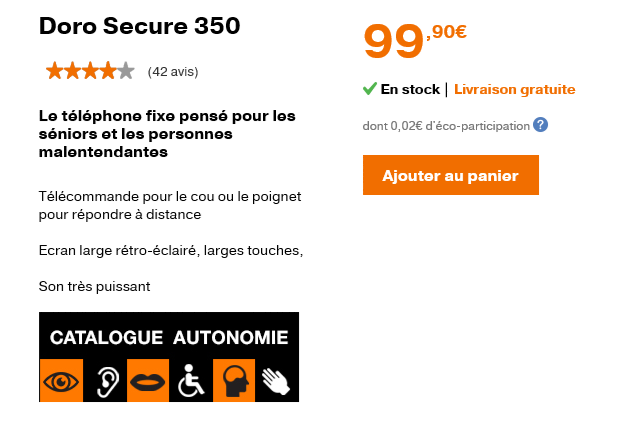 Doro Secure 350
(42 avis)
Le téléphone fixe pensé pour les
séniors et les personnes
malentendantes
Télécommande pour le cou ou le poignet
pour répondre à distance
Ecran large rétro-éclairé, larges touches,
Son très puissant
CATALOGUE AUTONOMIE
99,90€
En stock | Livraison gratuite
dont 0,02€ d'éco-participation ?
Ajouter au panier